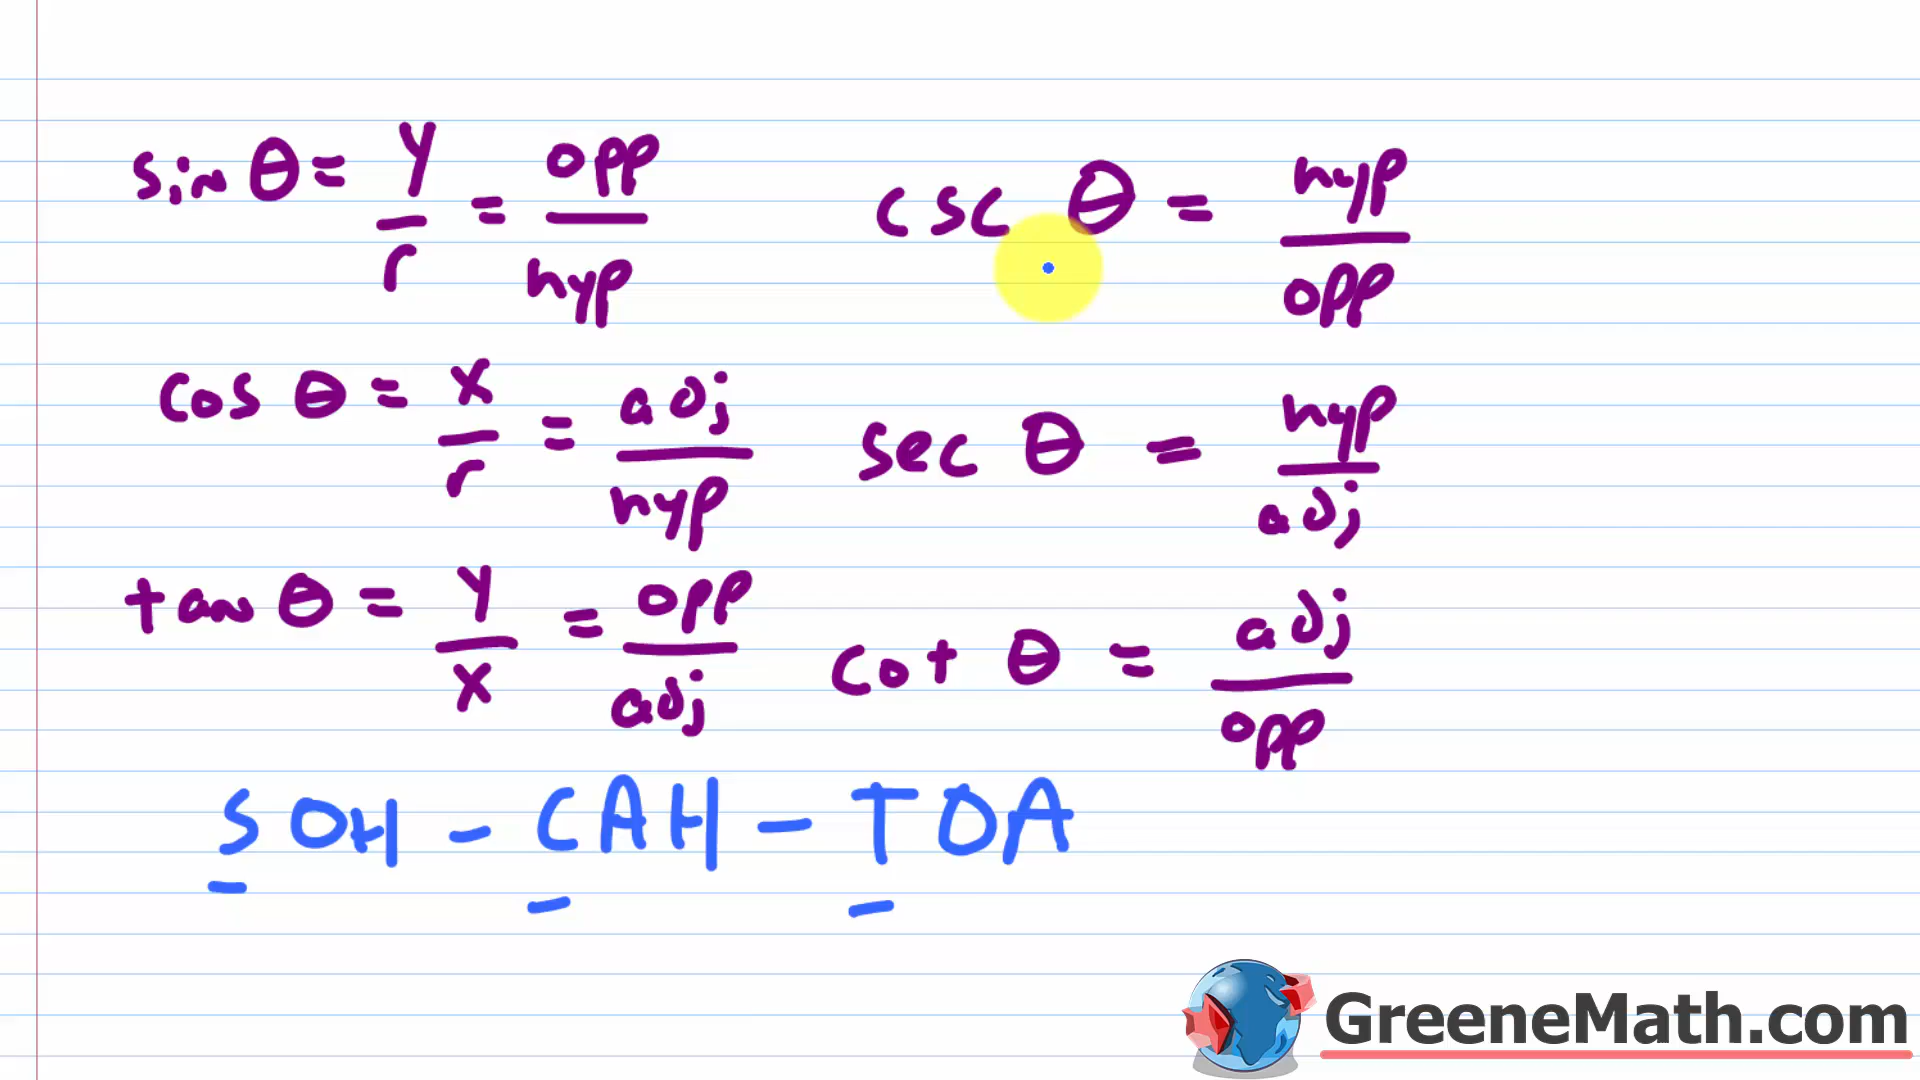 sin θ = y/r = opp/hyp
csc θ = hyp/opp
cos θ = x/r = adj/hyp
sec θ = hyp/adj
tan θ = y/x = opp/adj
cot θ = adj/opp
SOH - CAH - TOA
GreeneMath.com